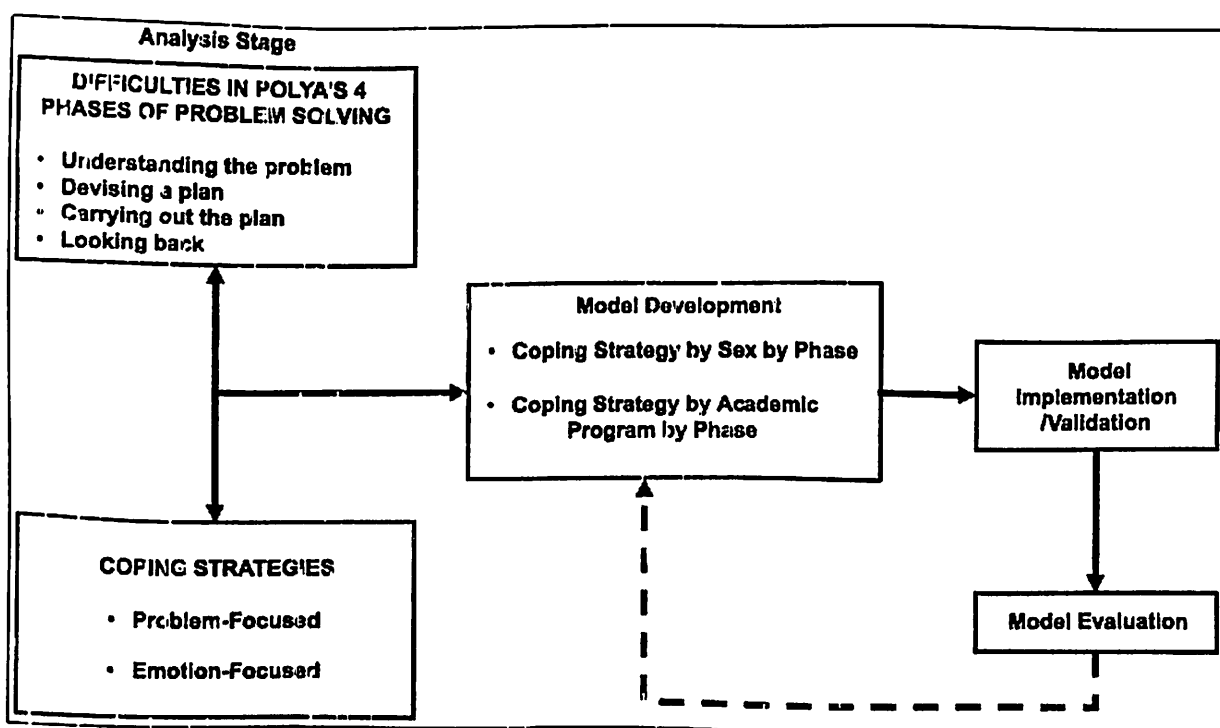 Analysis Stage
DIFFICULTIES IN POLYA'S 4
PHASES OF PROBLEM SOLVING
• Understanding the problem
• Devising a plan
• Carrying out the plan
• Looking back
Model Development
• Coping Strategy by Sex by Phase
• Coping Strategy by Academic
Program by Phase
Model
Implementation
/Validation
COPING STRATEGIES
• Problem-Focused
• Emotion-Focused
Model Evaluation